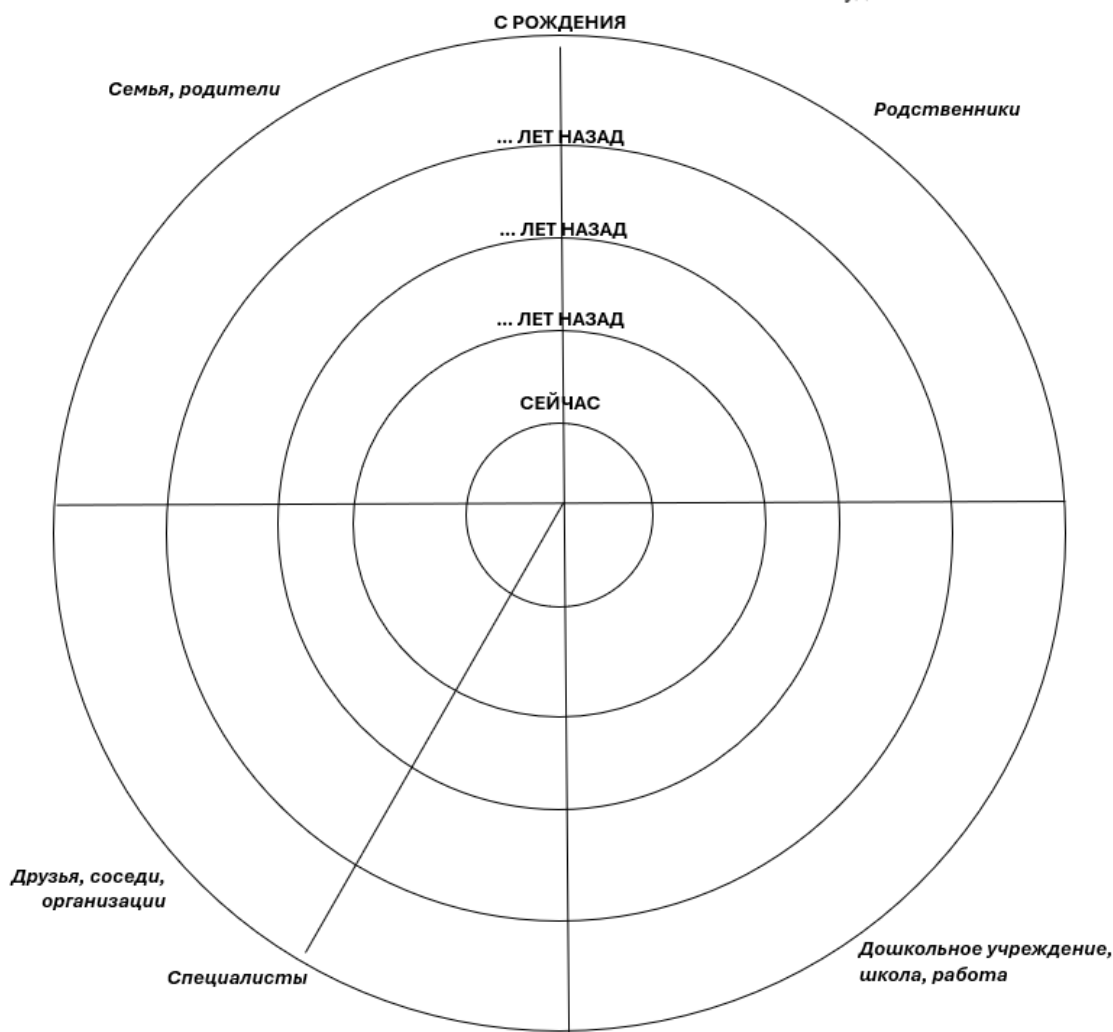 С РОЖДЕНИЯ
Семья, родители
Родственники
... ЛЕТ НАЗАД
... ЛЕТ НАЗАД
... ЛЕТ НАЗАД
СЕЙЧАС
Друзья, соседи,
организации
Специалисты
Дошкольное учреждение,
школа, работа